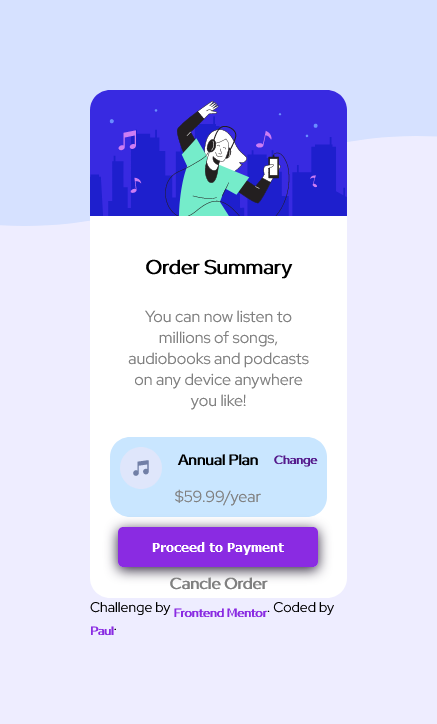 Order Summary
You can now listen to
millions of songs,
audiobooks and podcasts
on any device anywhere
you like!
Annual Plan Change
$59.99/year
Proceed to Payment
Cancle Order
Challenge by Frontend Mentor. Coded by
Paul.